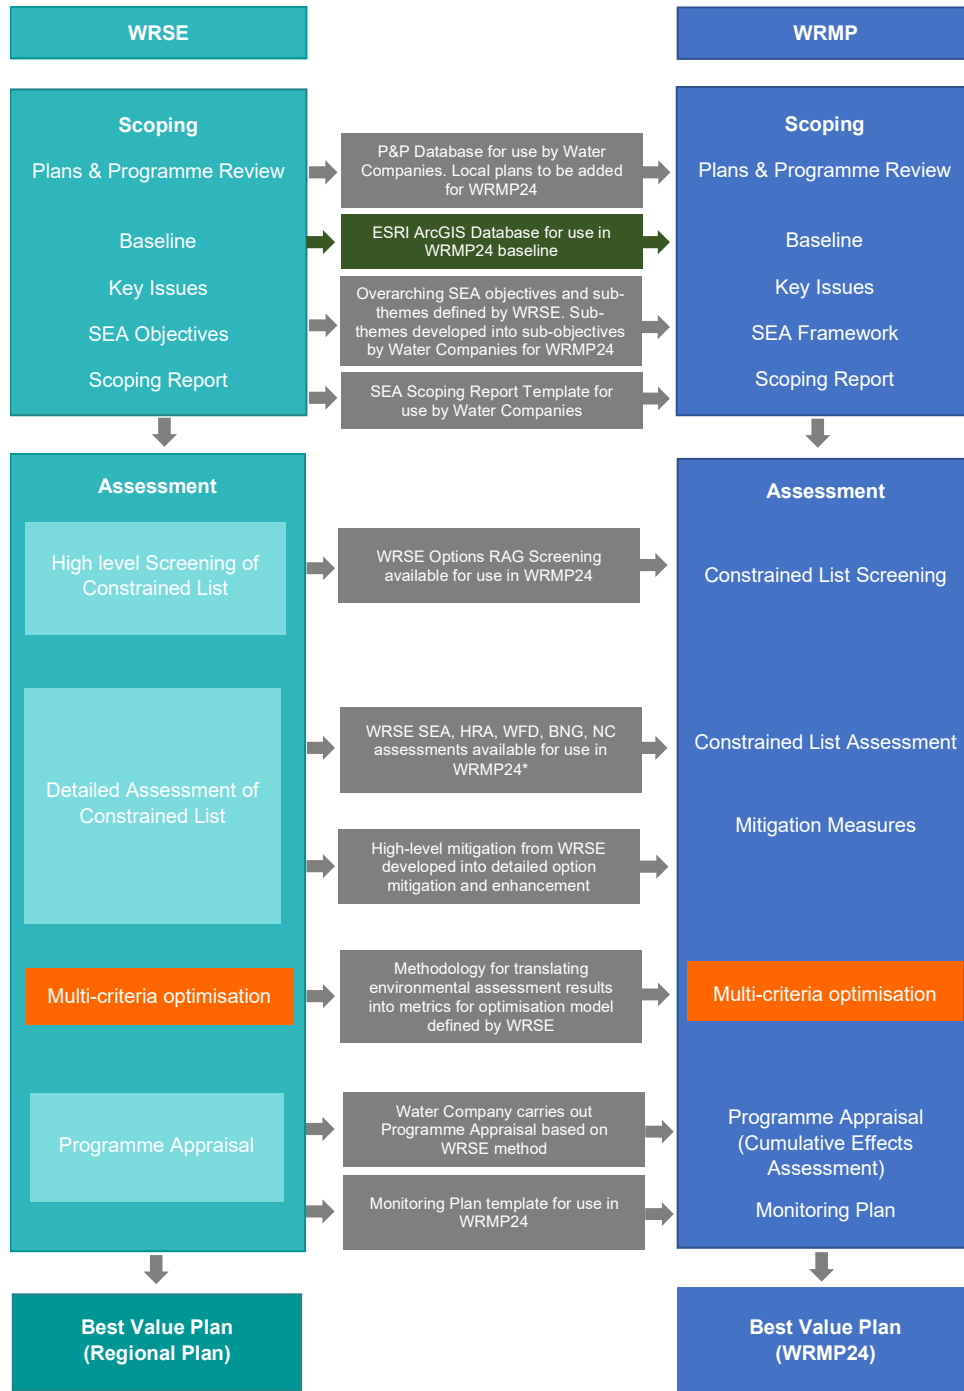 WRSE
WRMP
Scoping
Plans & Programme Review
Baseline
Key Issues
SEA Objectives
Scoping Report
P&P Database for use by Water
Companies. Local plans to be added
for WRMP24
ESRI ArcGIS Database for use in
WRMP24 baseline
Overarching SEA objectives and sub-
themes defined by WRSE. Sub-
themes developed into sub-objectives
by Water Companies for WRMP24
SEA Scoping Report Template for
use by Water Companies
Scoping
Plans & Programme Review
Baseline
Key Issues
SEA Framework
Scoping Report
Assessment
High level Screening of
Constrained List
Detailed Assessment of
Constrained List
Multi-criteria optimisation
Programme Appraisal
WRSE Options RAG Screening
available for use in WRMP24
WRSE SEA, HRA, WFD, BNG, NC
assessments available for use in
WRMP24*
High-level mitigation from WRSE
developed into detailed option
mitigation and enhancement
Methodology for translating
environmental assessment results
into metrics for optimisation model
defined by WRSE
Water Company carries out
Programme Appraisal based on
WRSE method
Monitoring Plan template for use in
WRMP24
Assessment
Constrained List Screening
Constrained List Assessment
Mitigation Measures
Multi-criteria optimisation
Programme Appraisal
(Cumulative Effects
Assessment)
Monitoring Plan
Best Value Plan
(Regional Plan)
Best Value Plan
(WRMP24)